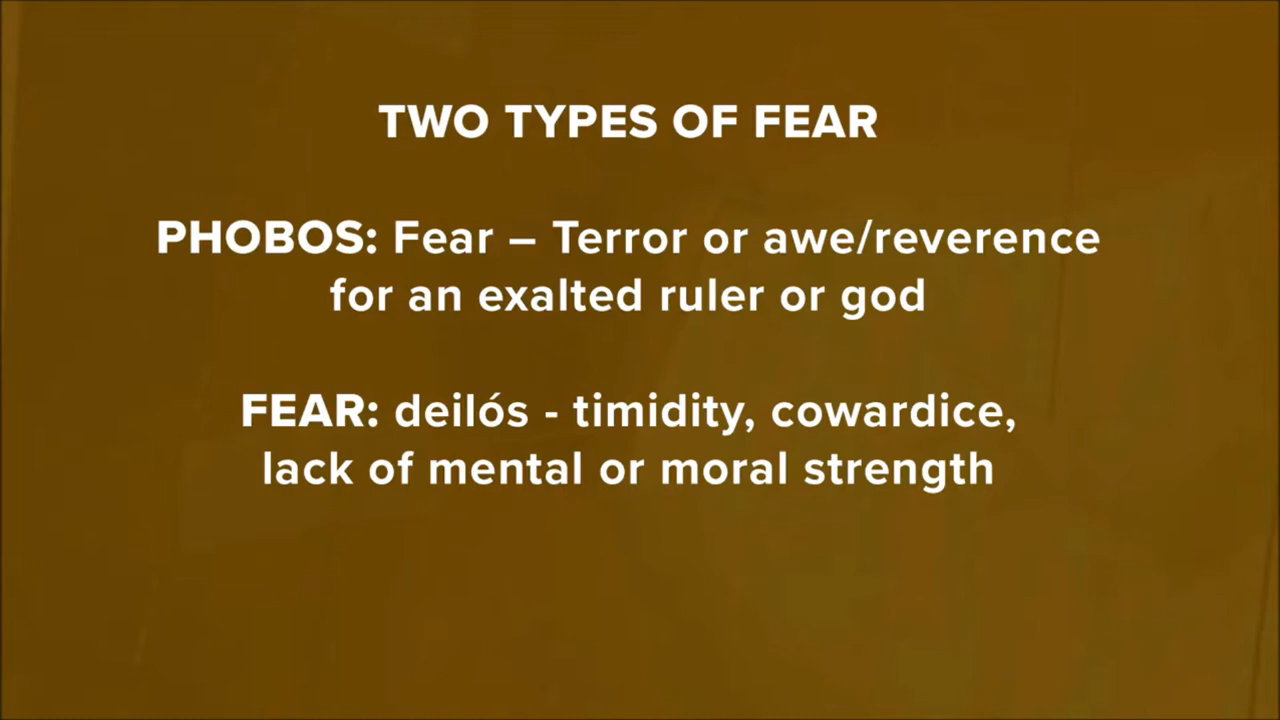 TWO TYPES OF FEAR
PHOBOS: Fear – Terror or awe/reverence
for an exalted ruler or god
FEAR: deilós - timidity, cowardice,
lack of mental or moral strength